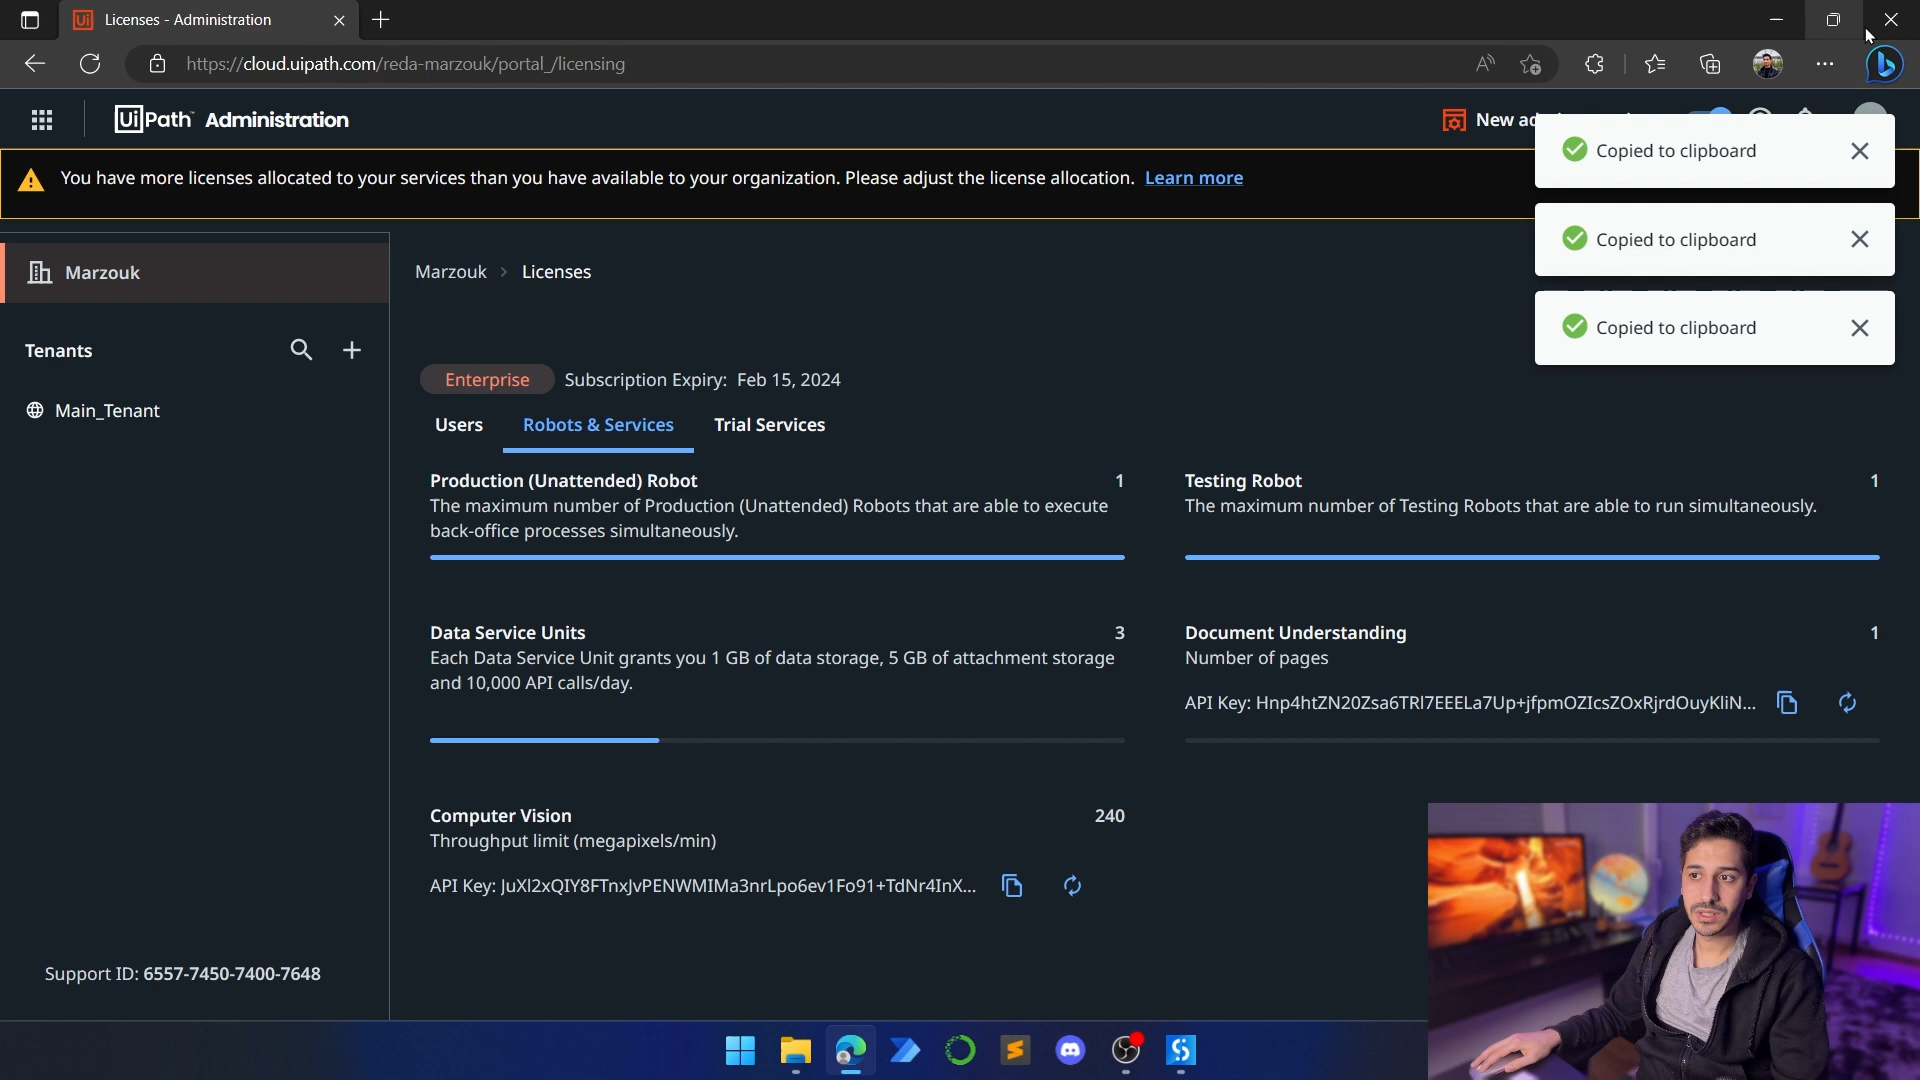 Licenses - Administration
https://cloud.uipath.com/reda-marzouk/portal_/licensing
UiPath™ Administration
New
Copied to clipboard
You have more licenses allocated to your services than you have available to your organization. Please adjust the license allocation. Learn more
Copied to clipboard
Marzouk
Marzouk > Licenses
Copied to clipboard
Tenants
Enterprise Subscription Expiry: Feb 15, 2024
Main_Tenant
Users Robots & Services Trial Services
Production (Unattended) Robot 1
The maximum number of Production (Unattended) Robots that are able to execute
back-office processes simultaneously.
Testing Robot 1
The maximum number of Testing Robots that are able to run simultaneously.
Data Service Units 3
Each Data Service Unit grants you 1 GB of data storage, 5 GB of attachment storage
and 10,000 API calls/day.
Document Understanding 1
Number of pages
API Key: Hnp4htZN20Zsa6TRl7EEELa7Up+jfpmOZIcsZOxRjrdOuyKliN...
Computer Vision 240
Throughput limit (megapixels/min)
API Key: JuXl2xQIY8FTnxJvPENWMIMa3nrLpo6ev1Fo91+TdNr4InX...
Support ID: 6557-7450-7400-7648